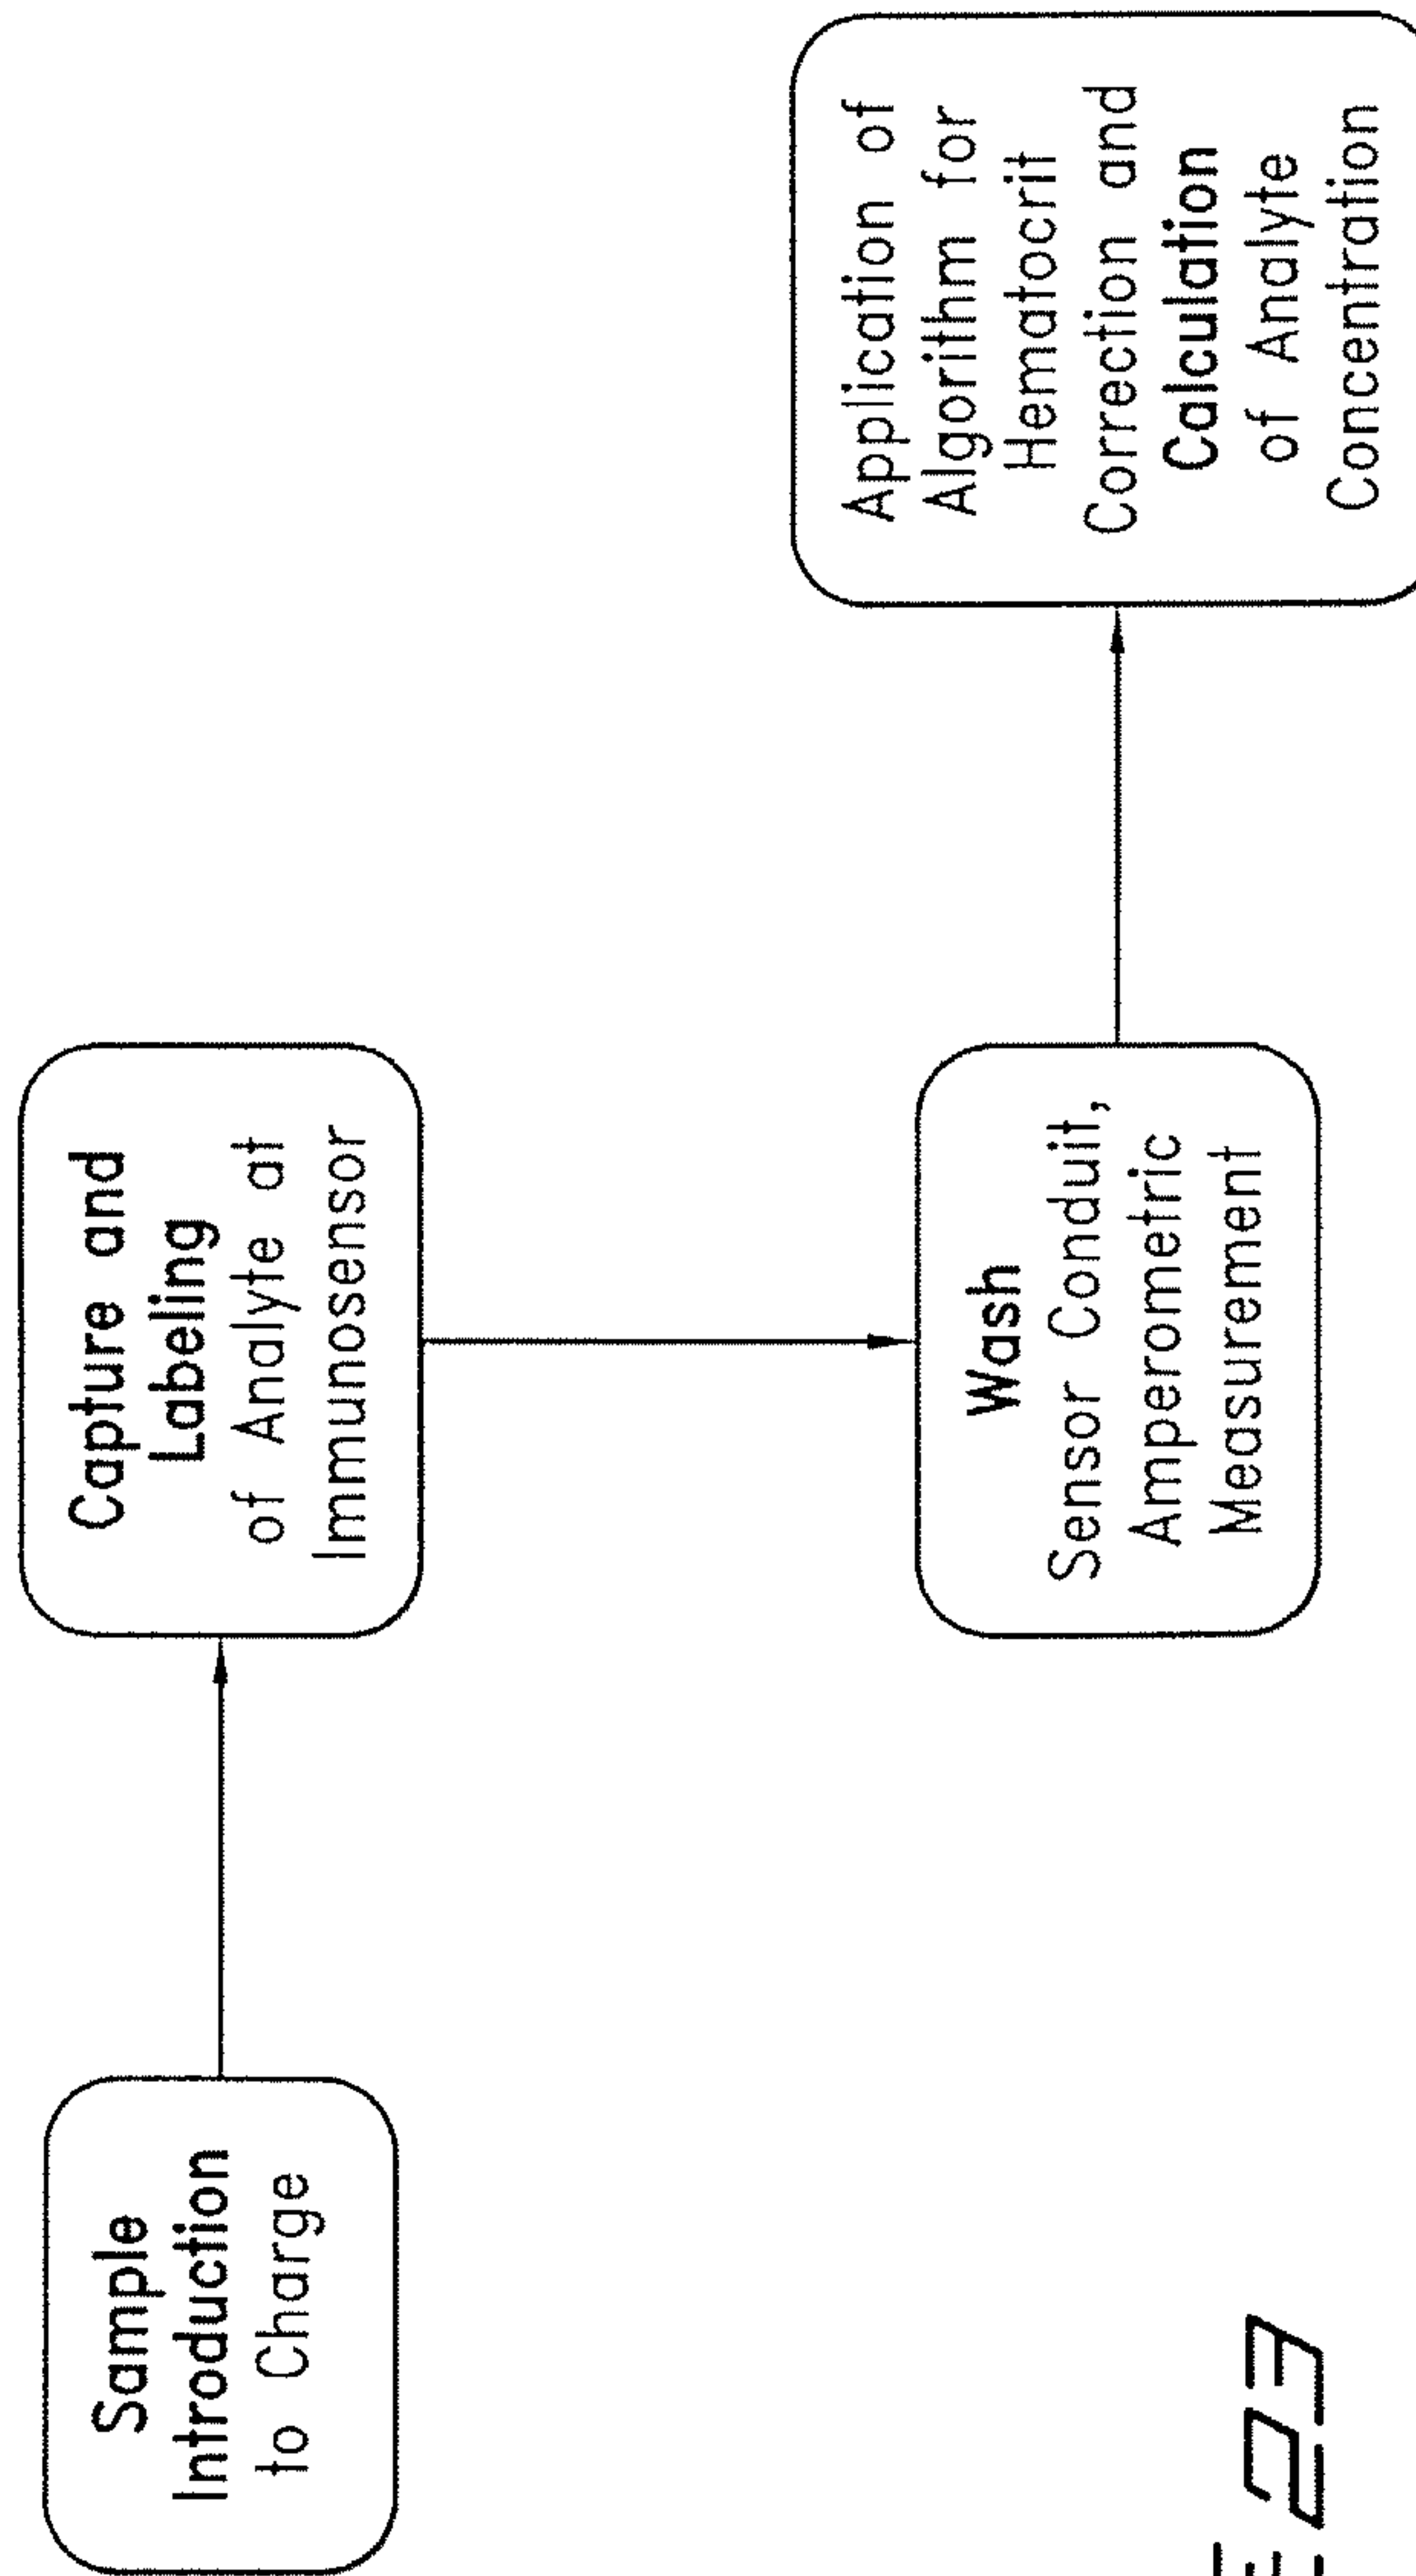 Sample
Introduction
to Charge
Capture and
Labeling
of Analyte at
Immunosensor
Wash
Sensor Conduit,
Amperometric
Measurement
Application of
Algorithm for
Hematocrit
Correction and
Calculation
of Analyte
Concentration
23